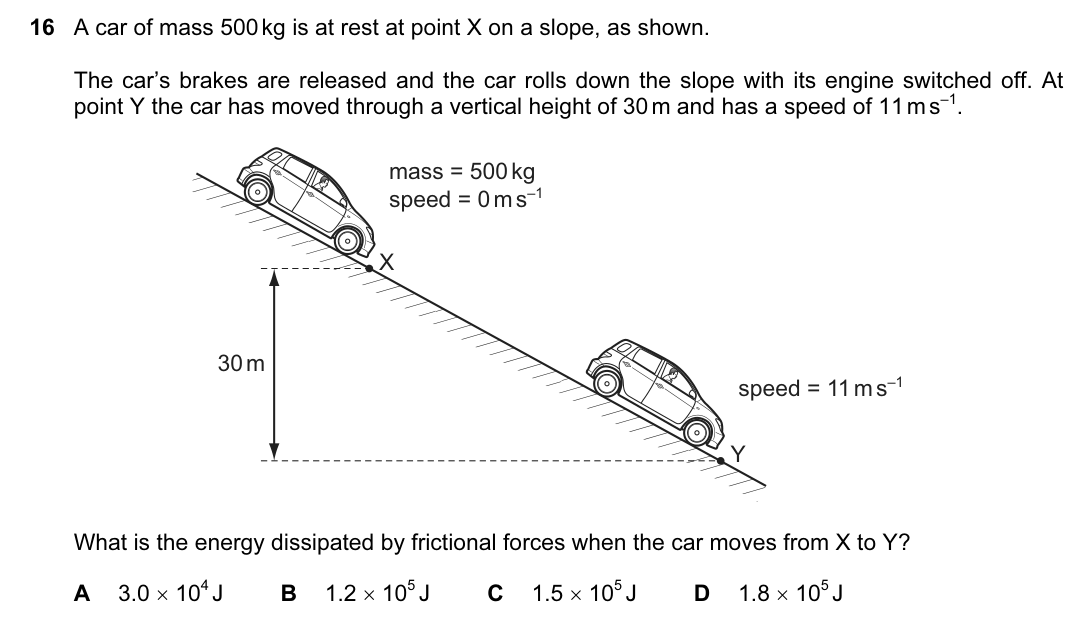 16 A car of mass 500 kg is at rest at point X on a slope, as shown.
The car’s brakes are released and the car rolls down the slope with its engine switched off. At
point Y the car has moved through a vertical height of 30 m and has a speed of 11 m s⁻¹.
mass = 500 kg
speed = 0 m s⁻¹
X
30 m
speed = 11 m s⁻¹
Y
What is the energy dissipated by frictional forces when the car moves from X to Y?
A 3.0 × 10⁴ J B 1.2 × 10⁵ J C 1.5 × 10⁵ J D 1.8 × 10⁵ J